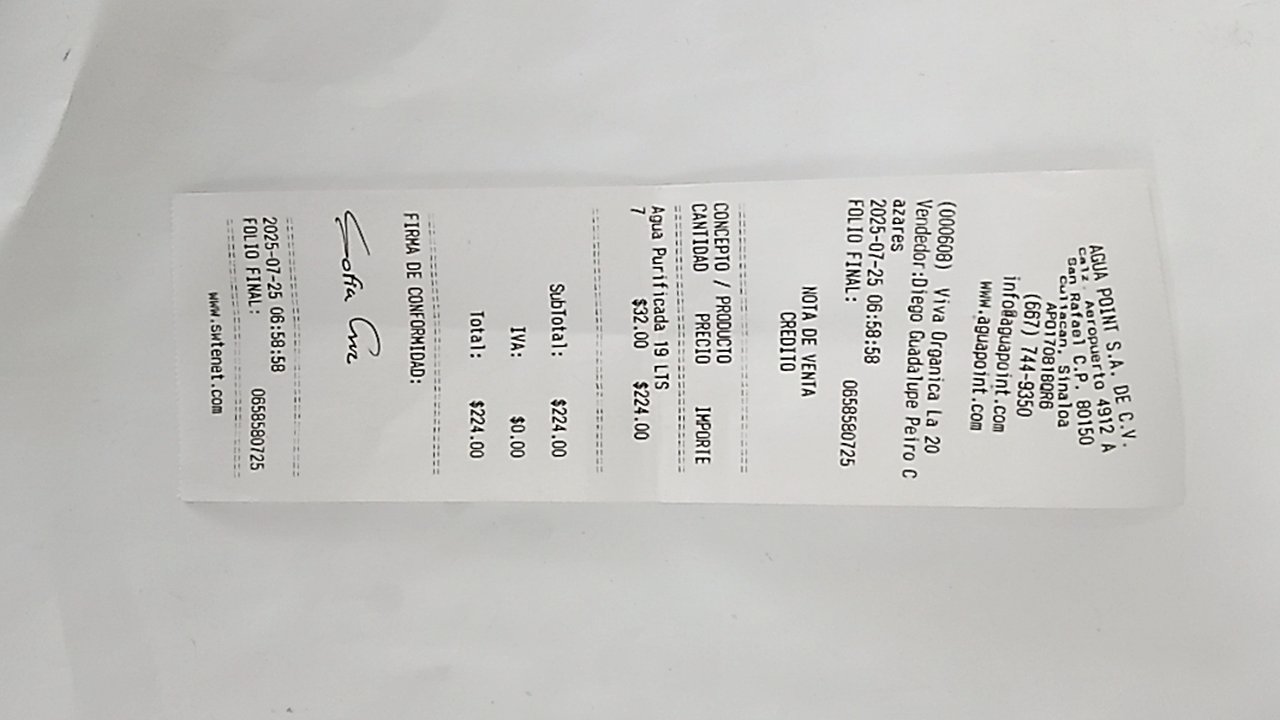 AGUA POINT S.A. DE C.V.
Calz. Aeropuerto 4912 A
San Rafael C.P. 80150
Culiacan, Sinaloa
APO170818QR6
(667) 744-9350
info@aguapoint.com
www.aguapoint.com
(000608) Viva Organica La 20
Vendedor:Diego Guadalupe Peiro C
azares
2025-07-25 06:58:58
FOLIO FINAL: 0658580725
NOTA DE VENTA
CREDITO
CONCEPTO / PRODUCTO
CANTIDAD PRECIO IMPORTE
Agua Purificada 19 LTS
7 $32.00 $224.00
SubTotal: $224.00
IVA: $0.00
Total: $224.00
FIRMA DE CONFORMIDAD:
Sofia Cruz
2025-07-25 06:58:58
FOLIO FINAL: 0658580725
www.swtenet.com